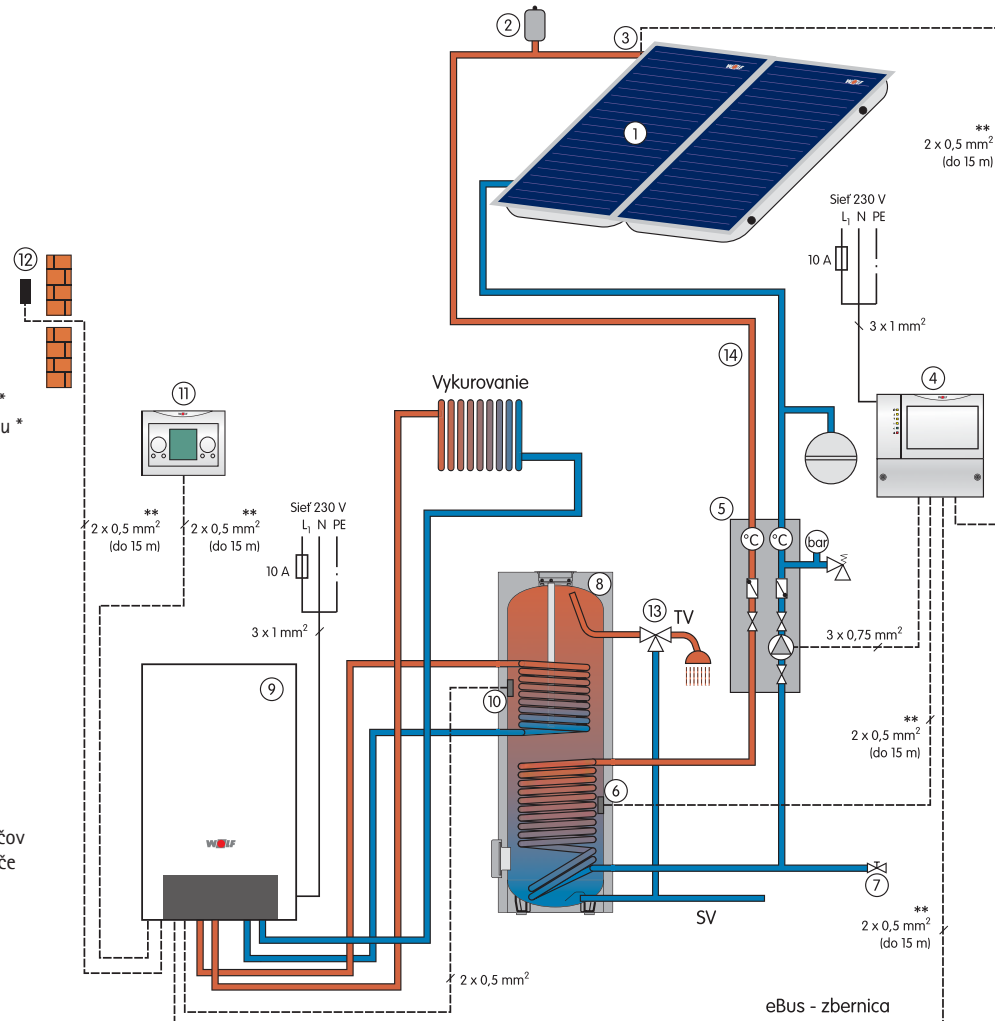 2
3
WOLF
WOLF
1
**
2 x 0,5 mm²
(do 15 m)
Sieť 230 V
L₁ N PE
10 A
3 x 1 mm²
12
14
4
*
u *
11
Vykurovanie
**
2 x 0,5 mm²
(do 15 m)
**
2 x 0,5 mm²
(do 15 m)
Sieť 230 V
L₁ N PE
10 A
3 x 1 mm²
5
°C
°C
bar
8
13
TV
3 x 0,75 mm²
9
10
**
2 x 0,5 mm²
(do 15 m)
6
WOLF
čov
če
7
SV
**
2 x 0,5 mm²
(do 15 m)
2 x 0,5 mm²
eBus - zbernica